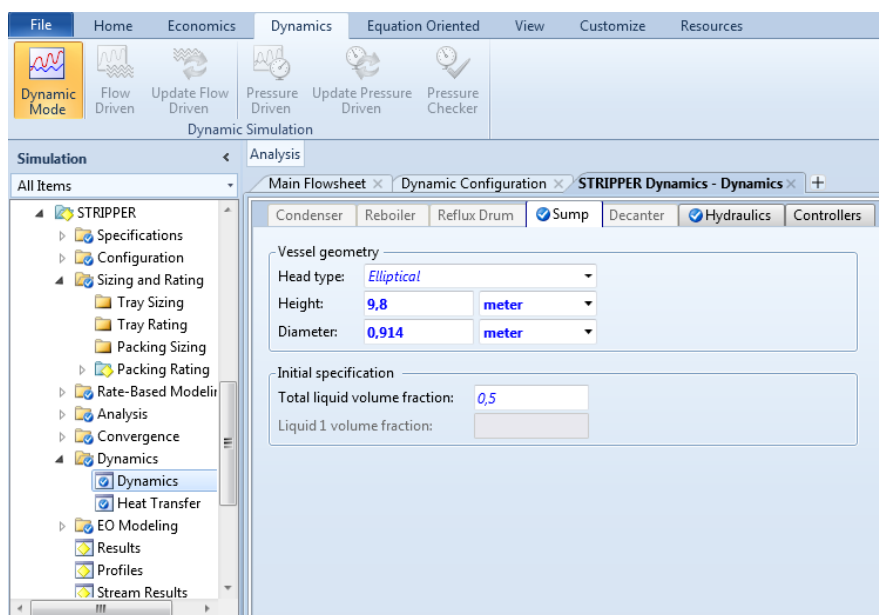 File Home Economics Dynamics Equation Oriented View Customize Resources
Dynamic Mode
Flow Driven
Update Flow Driven
Pressure Driven
Update Pressure Driven
Pressure Checker
Dynamic Simulation
Simulation
All Items
STRIPPER
Specifications
Configuration
Sizing and Rating
Tray Sizing
Tray Rating
Packing Sizing
Packing Rating
Rate-Based Modelir
Analysis
Convergence
Dynamics
Dynamics
Heat Transfer
EO Modeling
Results
Profiles
Stream Results
Analysis
Main Flowsheet Dynamic Configuration STRIPPER Dynamics - Dynamics
Condenser Reboiler Reflux Drum Sump Decanter Hydraulics Controllers
Vessel geometry
Head type: Elliptical
Height: 9,8 meter
Diameter: 0,914 meter
Initial specification
Total liquid volume fraction: 0,5
Liquid 1 volume fraction: